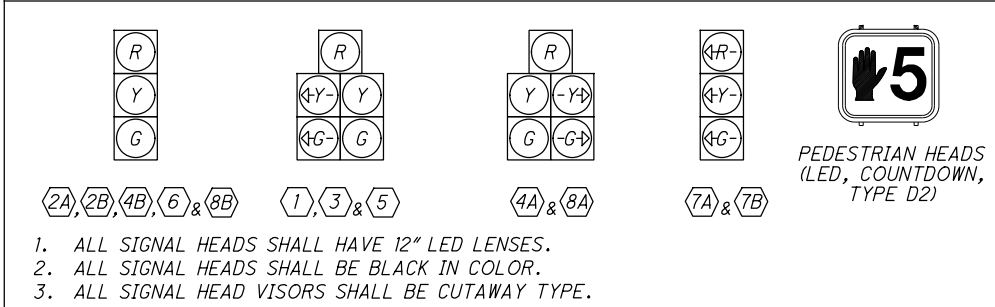 R R R ←R-
Y ←Y- Y Y -Y→ ←Y-
G ←G- G G -G→ ←G-
5
PEDESTRIAN HEADS
(LED, COUNTDOWN,
TYPE D2)
2A, 2B, 4B, 6 & 8B 1, 3 & 5 4A & 8A 7A & 7B
1. ALL SIGNAL HEADS SHALL HAVE 12" LED LENSES.
2. ALL SIGNAL HEADS SHALL BE BLACK IN COLOR.
3. ALL SIGNAL HEAD VISORS SHALL BE CUTAWAY TYPE.